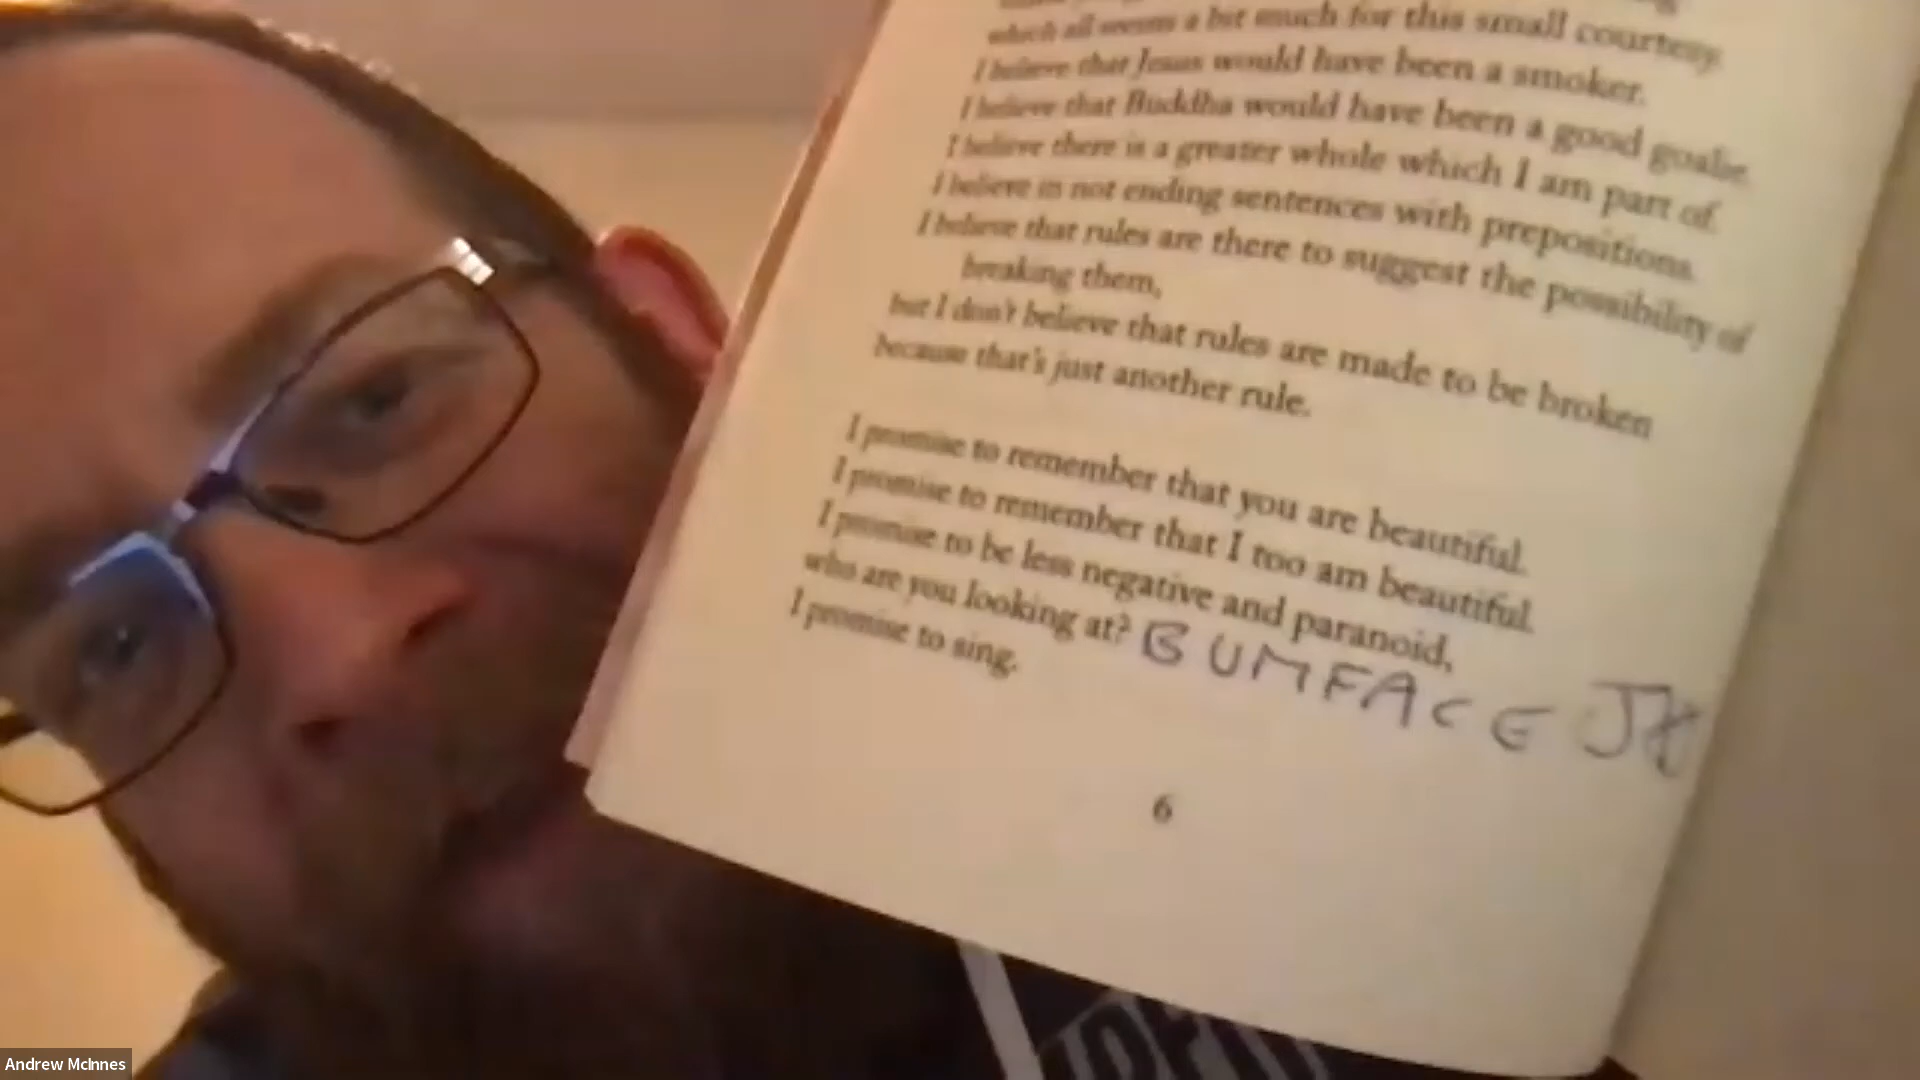 which all seems a bit much for this small courtesy.
I believe that Jesus would have been a smoker.
I believe that Buddha would have been a good goalie.
I believe there is a greater whole which I am part of.
I believe in not ending sentences with prepositions.
I believe that rules are there to suggest the possibility of
breaking them,
but I don't believe that rules are made to be broken
because that's just another rule.
I promise to remember that you are beautiful.
I promise to remember that I too am beautiful.
I promise to be less negative and paranoid,
who are you looking at? BUMFACE
I promise to sing.
6
Andrew McInnes